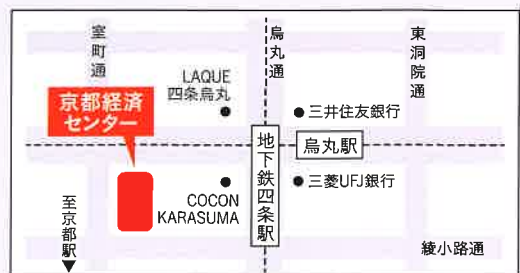 室町通
烏丸通
東洞院通
LAQUE
四条烏丸
京都経済
センター
三井住友銀行
地下鉄四条駅
烏丸駅
COCON
KARASUMA
三菱UFJ銀行
至京都駅
綾小路通